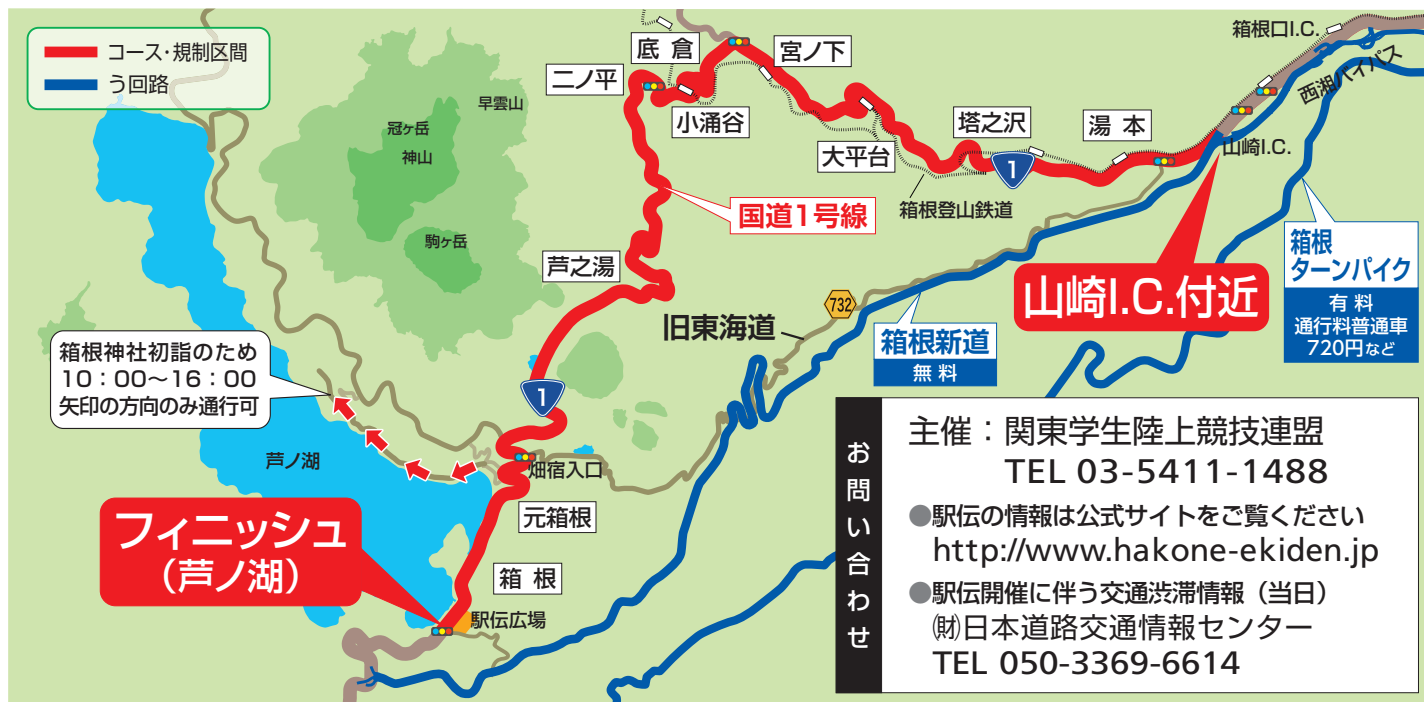 コース・規制区間
う回路
底倉
宮ノ下
二ノ平
小涌谷
早雲山
冠ヶ岳
神山
駒ヶ岳
大平台
塔之沢
湯本
箱根口I.C.
西湘バイパス
山崎I.C.
1
箱根登山鉄道
国道1号線
芦之湯
山崎I.C.付近
箱根
ターンパイク
有料
通行料普通車
720円など
732
旧東海道
箱根新道
無料
箱根神社初詣のため
10：00～16：00
矢印の方向のみ通行可
1
芦ノ湖
畑宿入口
元箱根
フィニッシュ
（芦ノ湖）
箱根
駅伝広場
お問い合わせ
主催：関東学生陸上競技連盟
TEL 03-5411-1488
●駅伝の情報は公式サイトをご覧ください
http://www.hakone-ekiden.jp
●駅伝開催に伴う交通渋滞情報（当日）
㈶日本道路交通情報センター
TEL 050-3369-6614